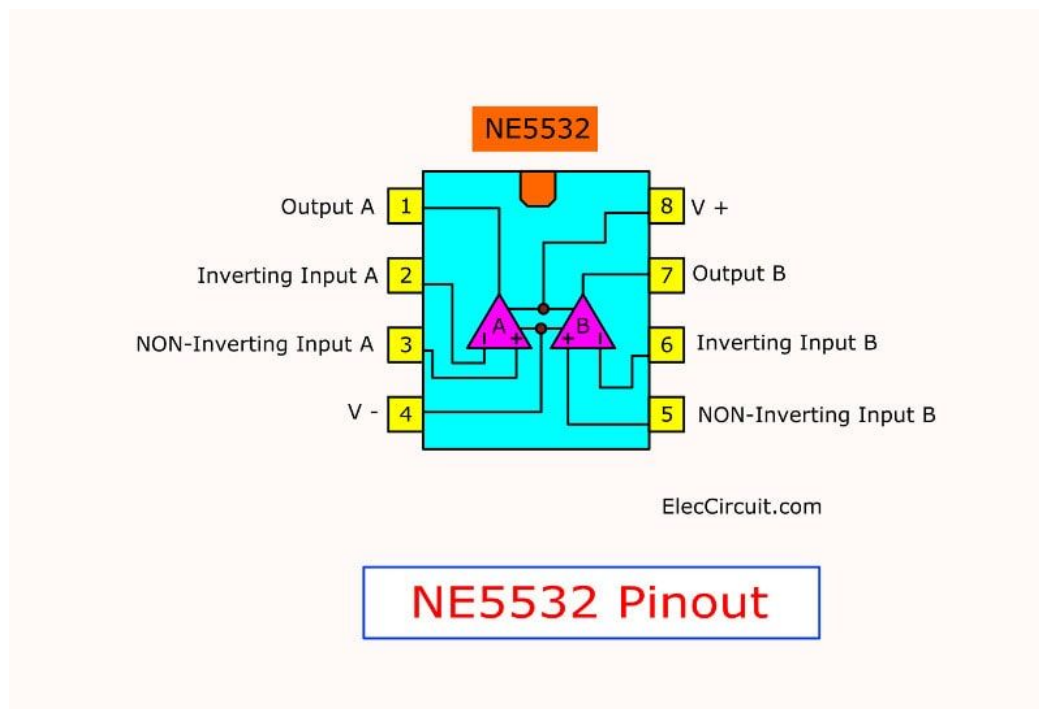 NE5532
Output A 1 8 V +
Inverting Input A 2 7 Output B
A B
- + + -
NON-Inverting Input A 3 6 Inverting Input B
V - 4 5 NON-Inverting Input B
ElecCircuit.com
NE5532 Pinout